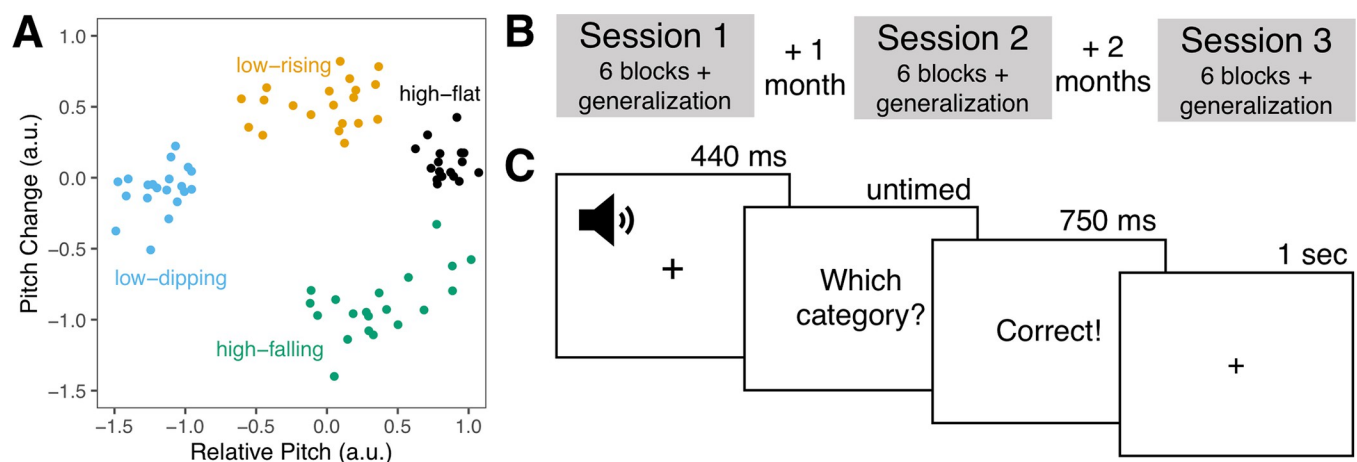 A
1.0
0.5
0.0
−0.5
−1.0
−1.5
Pitch Change (a.u.)
low−rising
high−flat
low−dipping
high−falling
−1.5
−1.0
−0.5
0.0
0.5
1.0
Relative Pitch (a.u.)
B
Session 1
6 blocks +
generalization
+ 1
month
Session 2
6 blocks +
generalization
+ 2
months
Session 3
6 blocks +
generalization
C
440 ms
+
untimed
Which
category?
750 ms
Correct!
1 sec
+